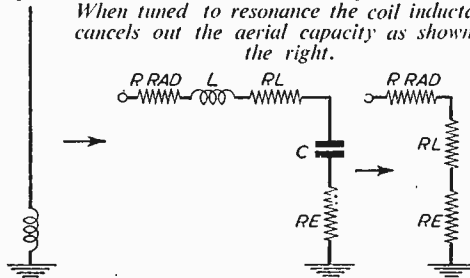 When tuned to resonance the coil inducta
cancels out the aerial capacity as shown
the right.
R RAD L RL R RAD
C RL
RE RE